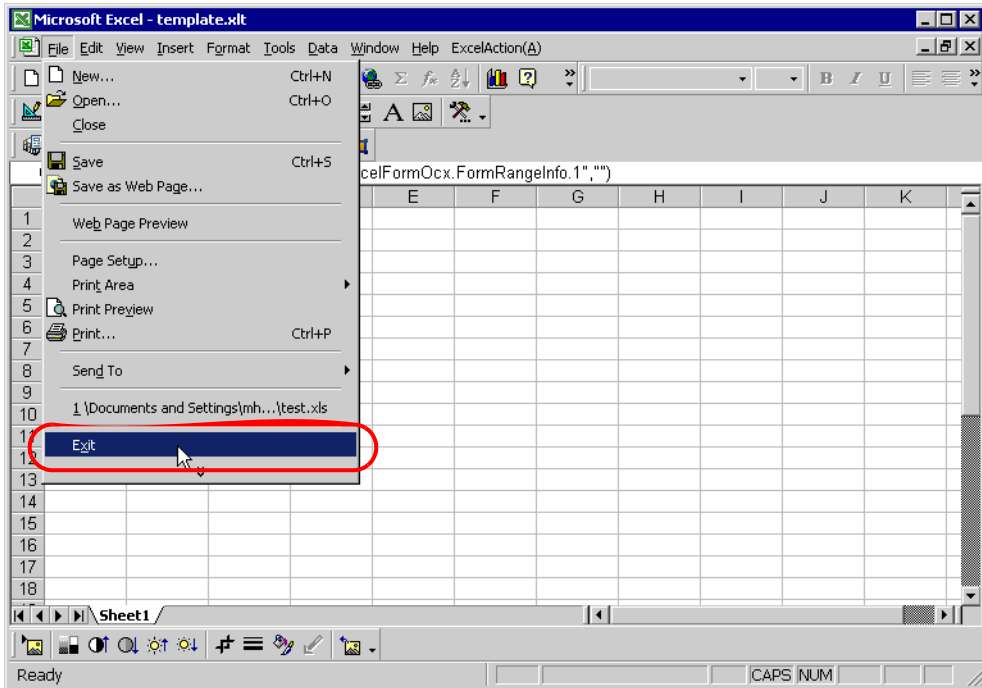 Microsoft Excel - template.xlt
File Edit View Insert Format Tools Data Window Help ExcelAction(A)
New... Ctrl+N
Open... Ctrl+O
Close
Save Ctrl+S
Save as Web Page...
Web Page Preview
Page Setup...
Print Area
Print Preview
Print... Ctrl+P
Send To
1 \Documents and Settings\mh...\test.xls
Exit
B I U
A
celFormOcx.FormRangeInfo.1","")
E F G H I J K
1
2
3
4
5
6
7
8
9
10
11
12
13
14
15
16
17
18
Sheet1
Ready CAPS NUM